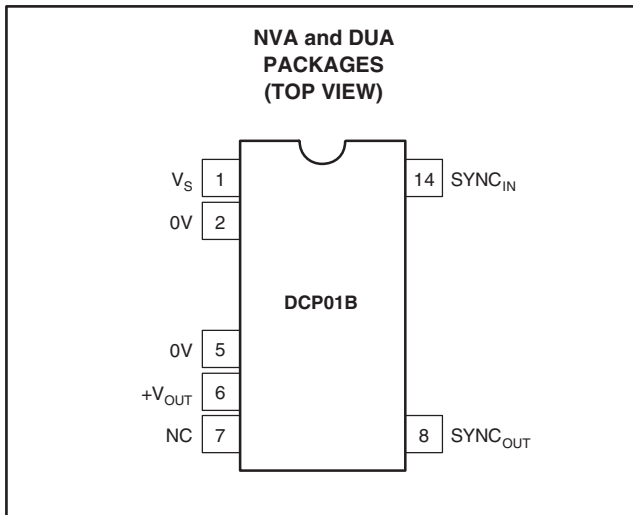 NVA and DUA
PACKAGES
(TOP VIEW)
V_S 1 14 SYNC_IN
0V 2
DCP01B
0V 5
+V_OUT 6
NC 7 8 SYNC_OUT